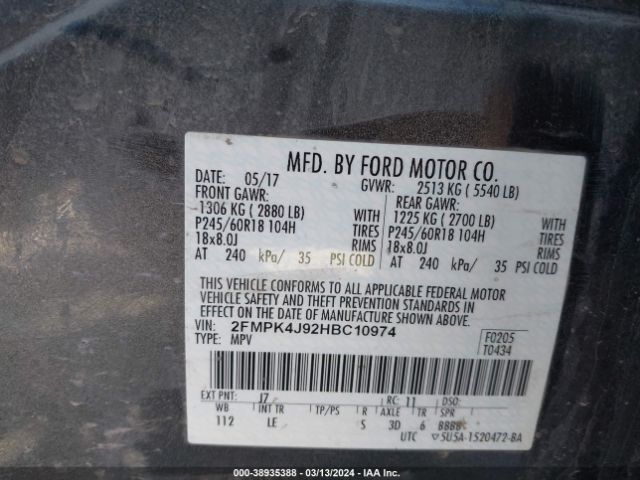 MFD. BY FORD MOTOR CO.
DATE: 05/17 GVWR: 2513 KG ( 5540 LB)
FRONT GAWR: REAR GAWR:
1306 KG ( 2880 LB) WITH 1225 KG ( 2700 LB) WITH
P245/60R18 104H TIRES P245/60R18 104H TIRES
18x8.0J RIMS 18x8.0J RIMS
AT 240 kPa/ 35 PSI COLD AT 240 kPa/ 35 PSI COLD
THIS VEHICLE CONFORMS TO ALL APPLICABLE FEDERAL MOTOR
VEHICLE SAFETY AND THEFT PREVENTION STANDARDS IN
EFFECT ON THE DATE OF MANUFACTURE SHOWN ABOVE.
VIN: 2FMPK4J92HBC10974
TYPE: MPV
F0205
T0434
EXT PNT: J7 RC: 11 DSO:
WB INT TR TP/PS R AXLE TR SPR
112 LE S 3D 6 BBBB
UTC ▽5U5A-1520472-BA
000-38935388 - 03/13/2024 - IAA Inc.